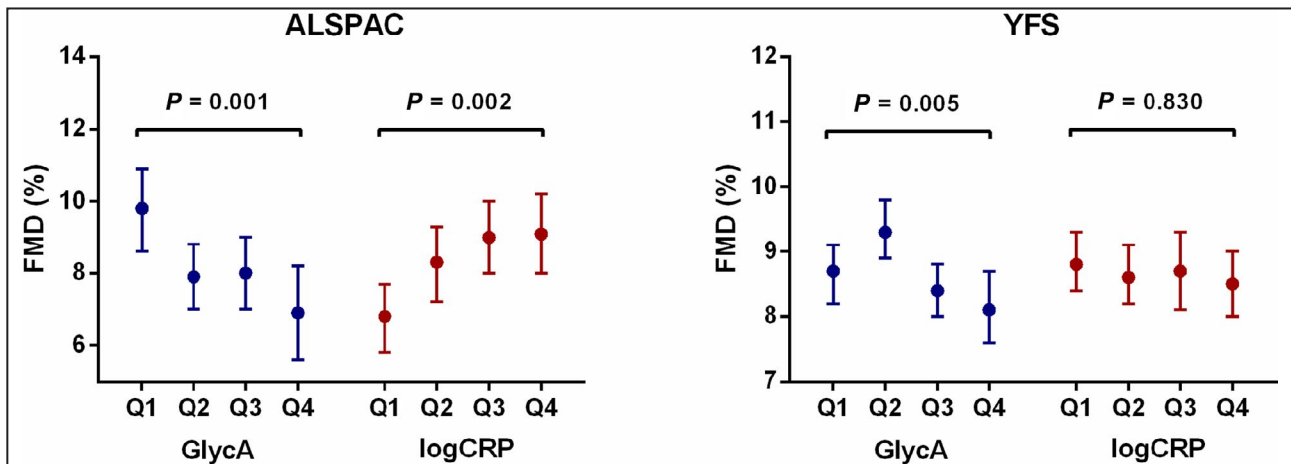 ALSPAC
14
12
10
8
6
FMD (%)
P = 0.001
P = 0.002
Q1 Q2 Q3 Q4 Q1 Q2 Q3 Q4
GlycA logCRP
YFS
12
11
10
9
8
7
FMD (%)
P = 0.005
P = 0.830
Q1 Q2 Q3 Q4 Q1 Q2 Q3 Q4
GlycA logCRP